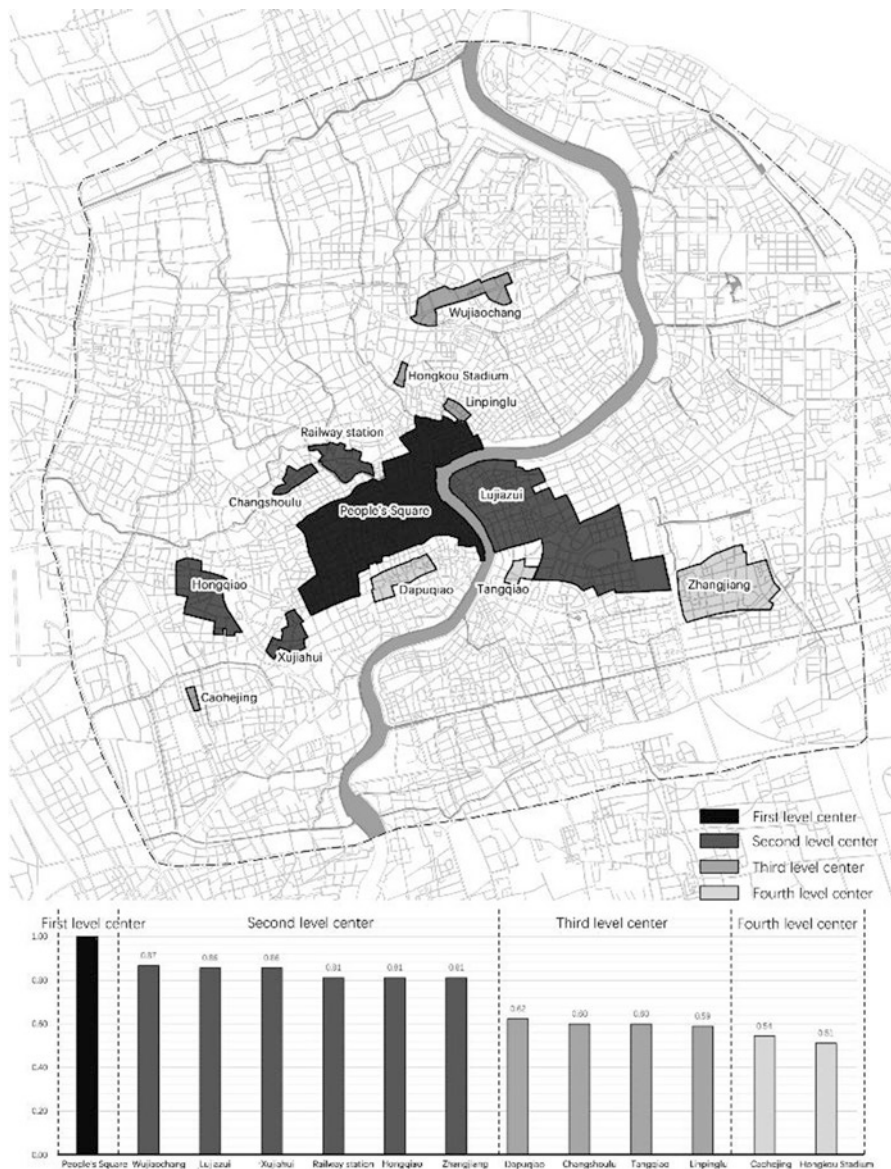 Wujiaochang
Hongkou Stadium
Linpinglu
Railway station
Changshoulu
People's Square
Lujiazui
Hongqiao
Dapuqiao
Tangqiao
Zhangjiang
Xujiahui
Caohejing
First level center
Second level center
Third level center
Fourth level center
First level center Second level center Third level center Fourth level center
1.00
0.87 0.86 0.86 0.81 0.81 0.81
0.80
0.62 0.60 0.60 0.59
0.60
0.54 0.51
0.40
0.20
0.00
People's Square Wujiaochang Lujiazui Xujiahui Railway station Hongqiao Zhangjiang Dapuqiao Changshoulu Tangqiao Linpinglu Caohejing Hongkou Stadium